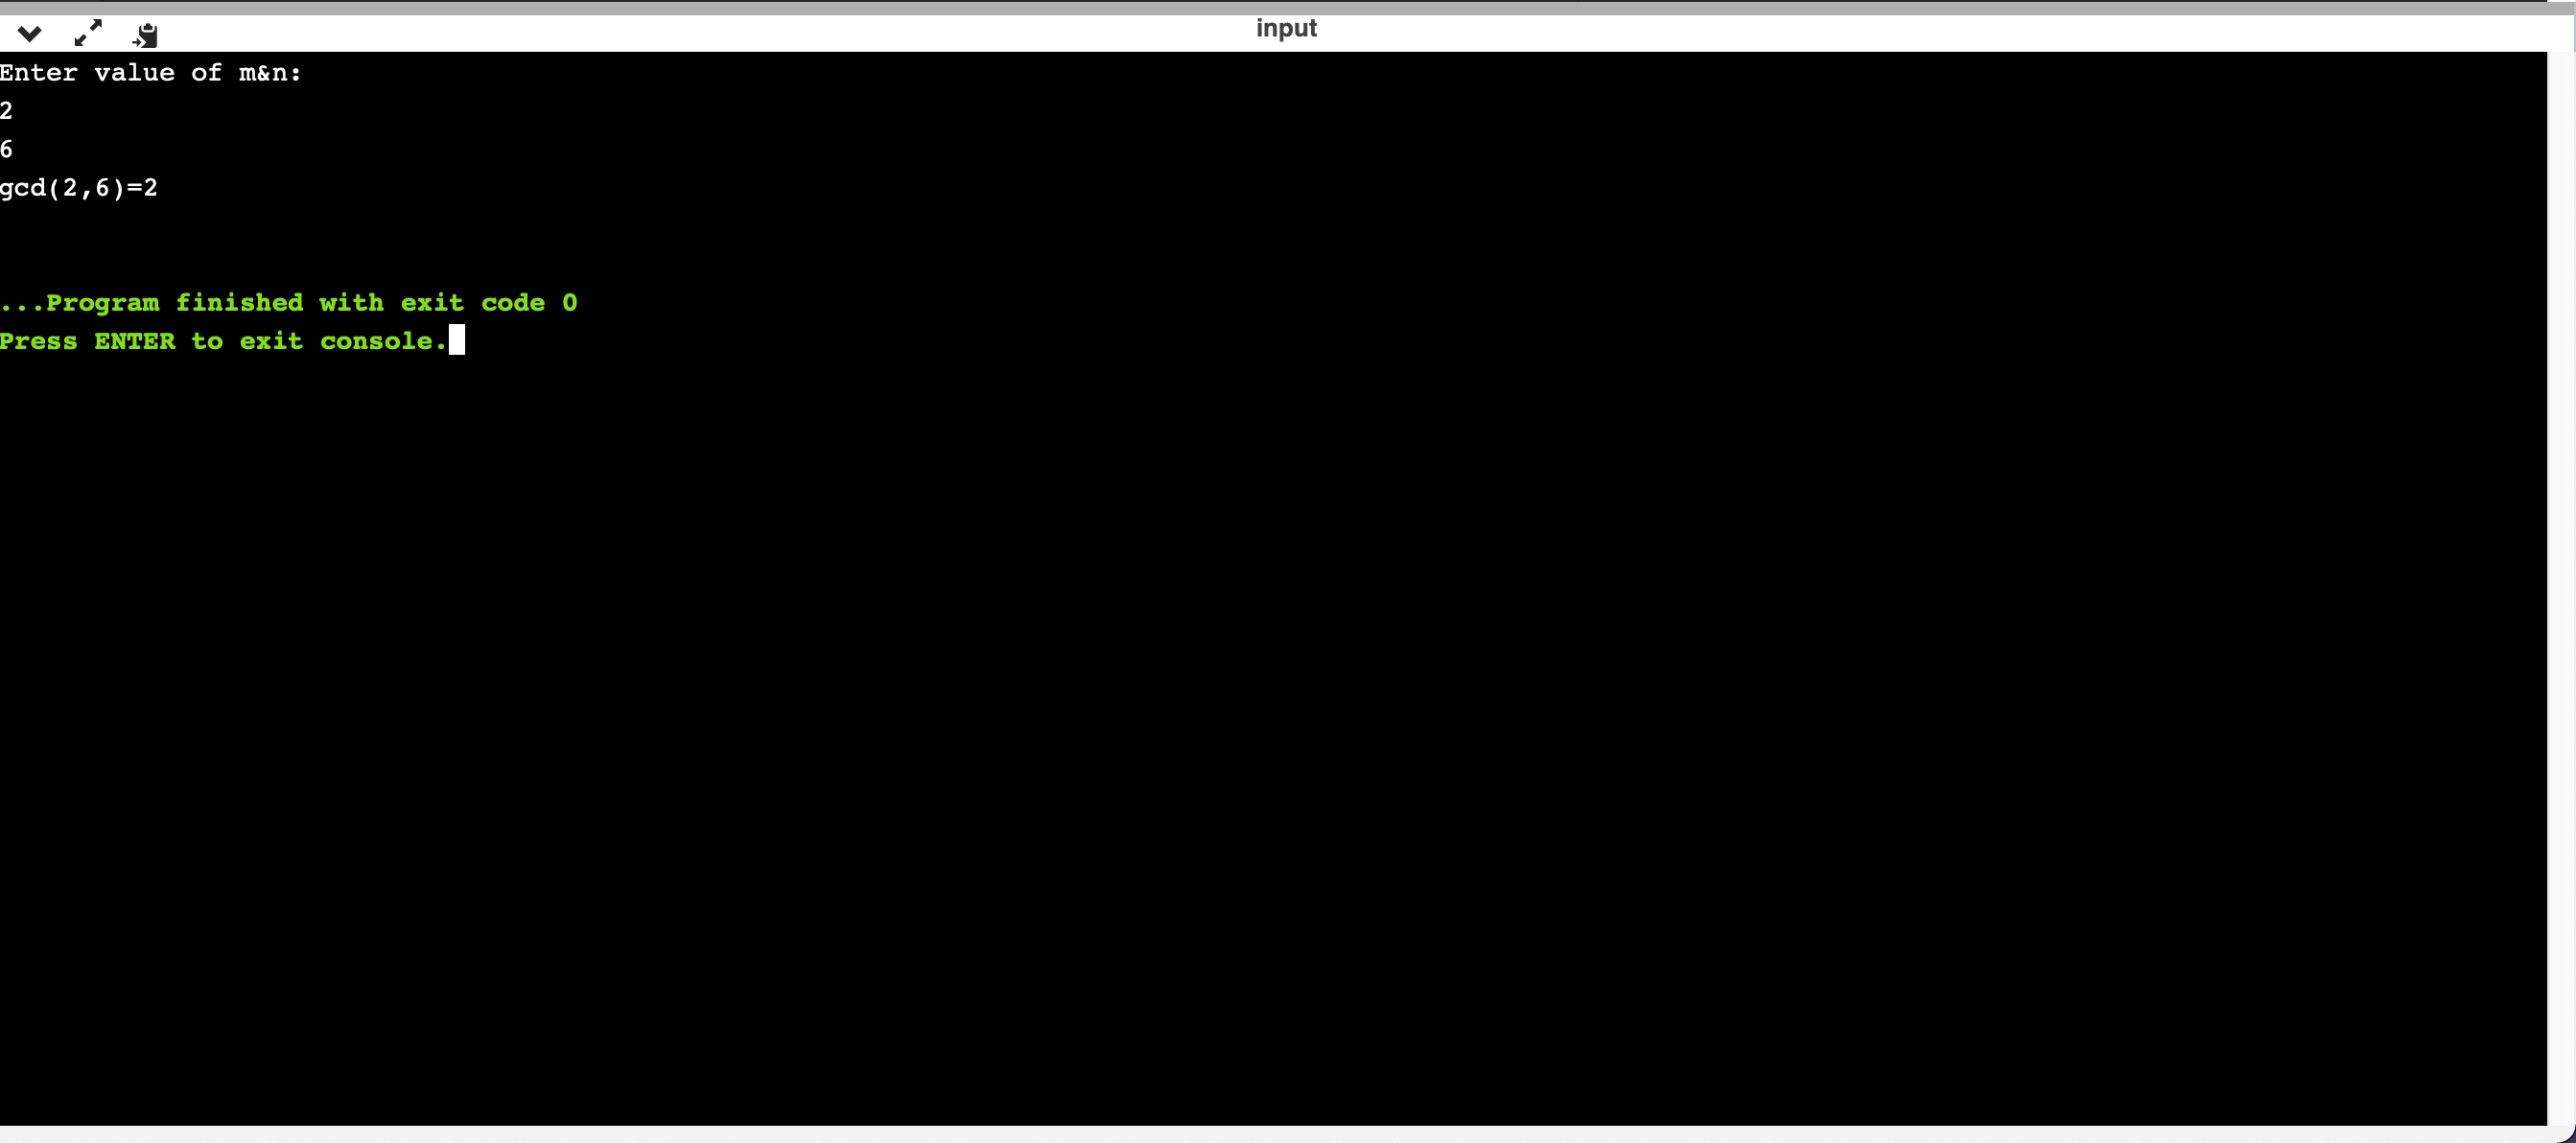 input
Enter value of m&n:
2
6
gcd(2,6)=2
...Program finished with exit code 0
Press ENTER to exit console.